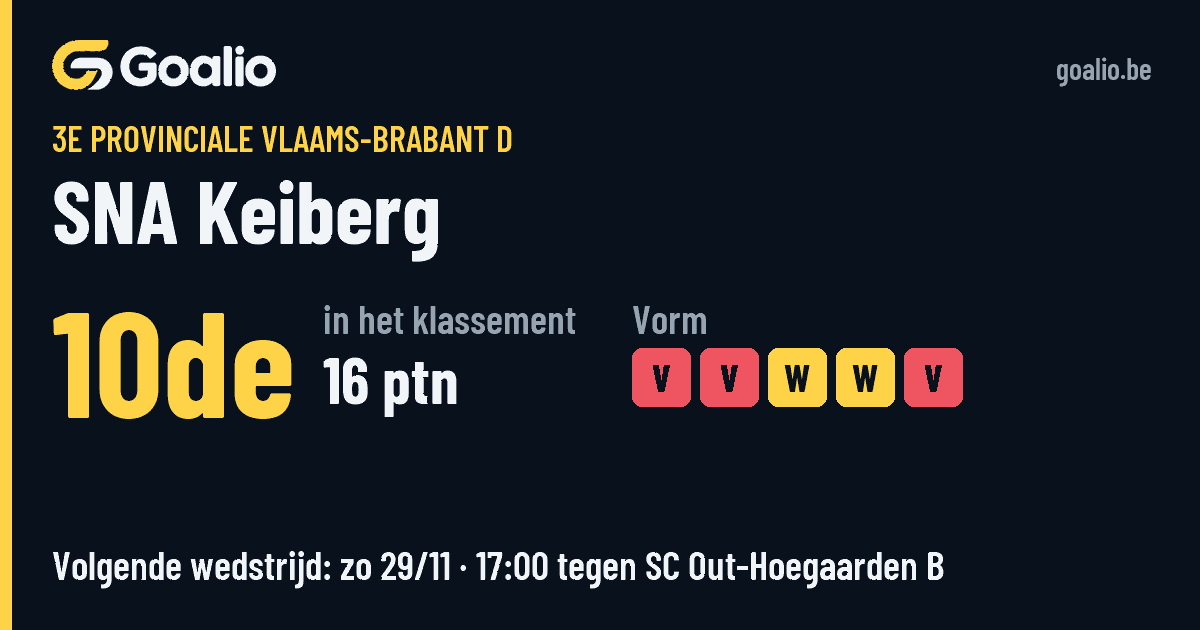 Goalio
goalio.be
3E PROVINCIALE VLAAMS-BRABANT D
SNA Keiberg
10de
in het klassement
16 ptn
Vorm
V V W W V
Volgende wedstrijd: zo 29/11 · 17:00 tegen SC Out-Hoegaarden B